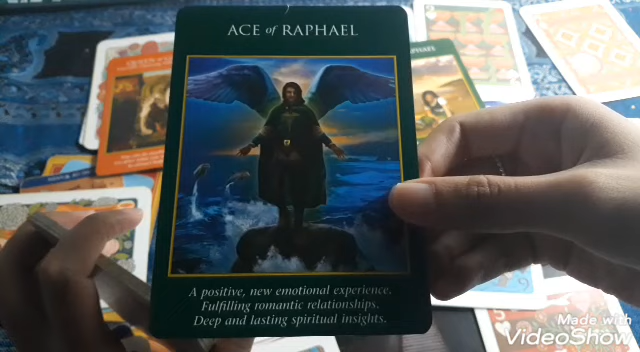 ACE of RAPHAEL
A positive, new emotional experience.
Fulfilling romantic relationships.
Deep and lasting spiritual insights.
Made with
VideoShow